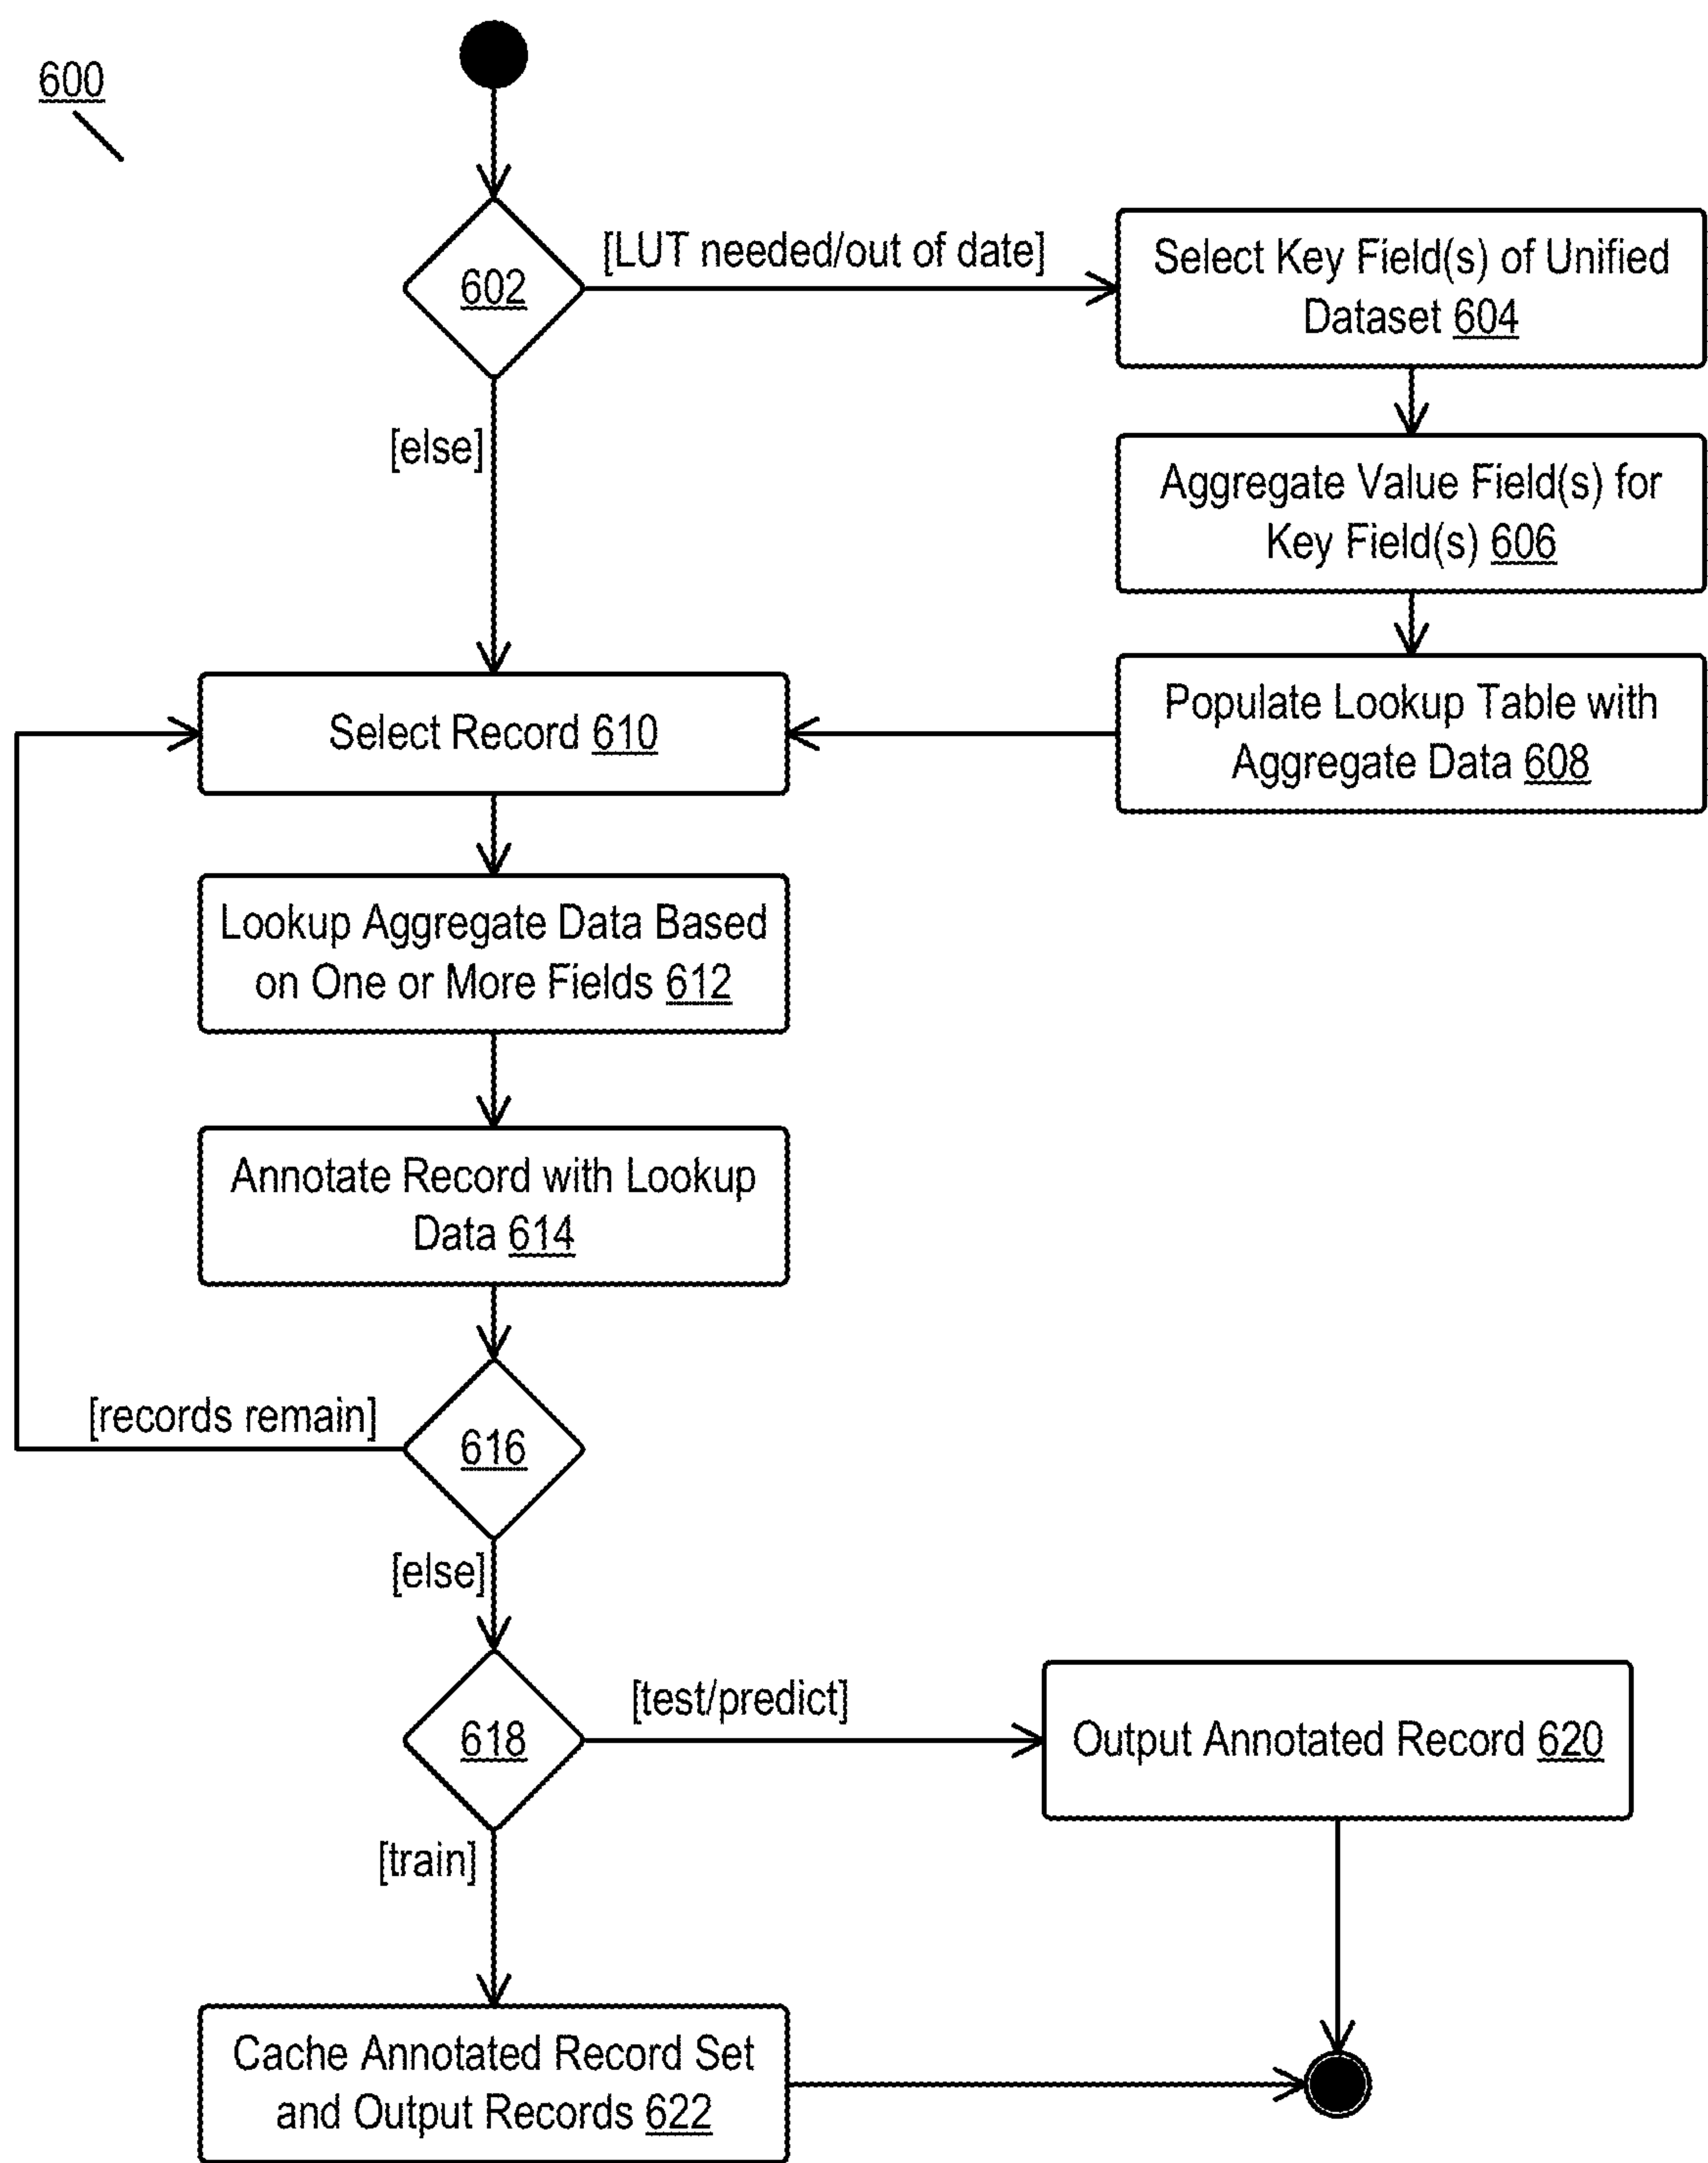 600
602
[LUT needed/out of date]
Select Key Field(s) of Unified
Dataset 604
[else]
Aggregate Value Field(s) for
Key Field(s) 606
Populate Lookup Table with
Aggregate Data 608
Select Record 610
Lookup Aggregate Data Based
on One or More Fields 612
Annotate Record with Lookup
Data 614
[records remain]
616
[else]
618
[test/predict]
Output Annotated Record 620
[train]
Cache Annotated Record Set
and Output Records 622